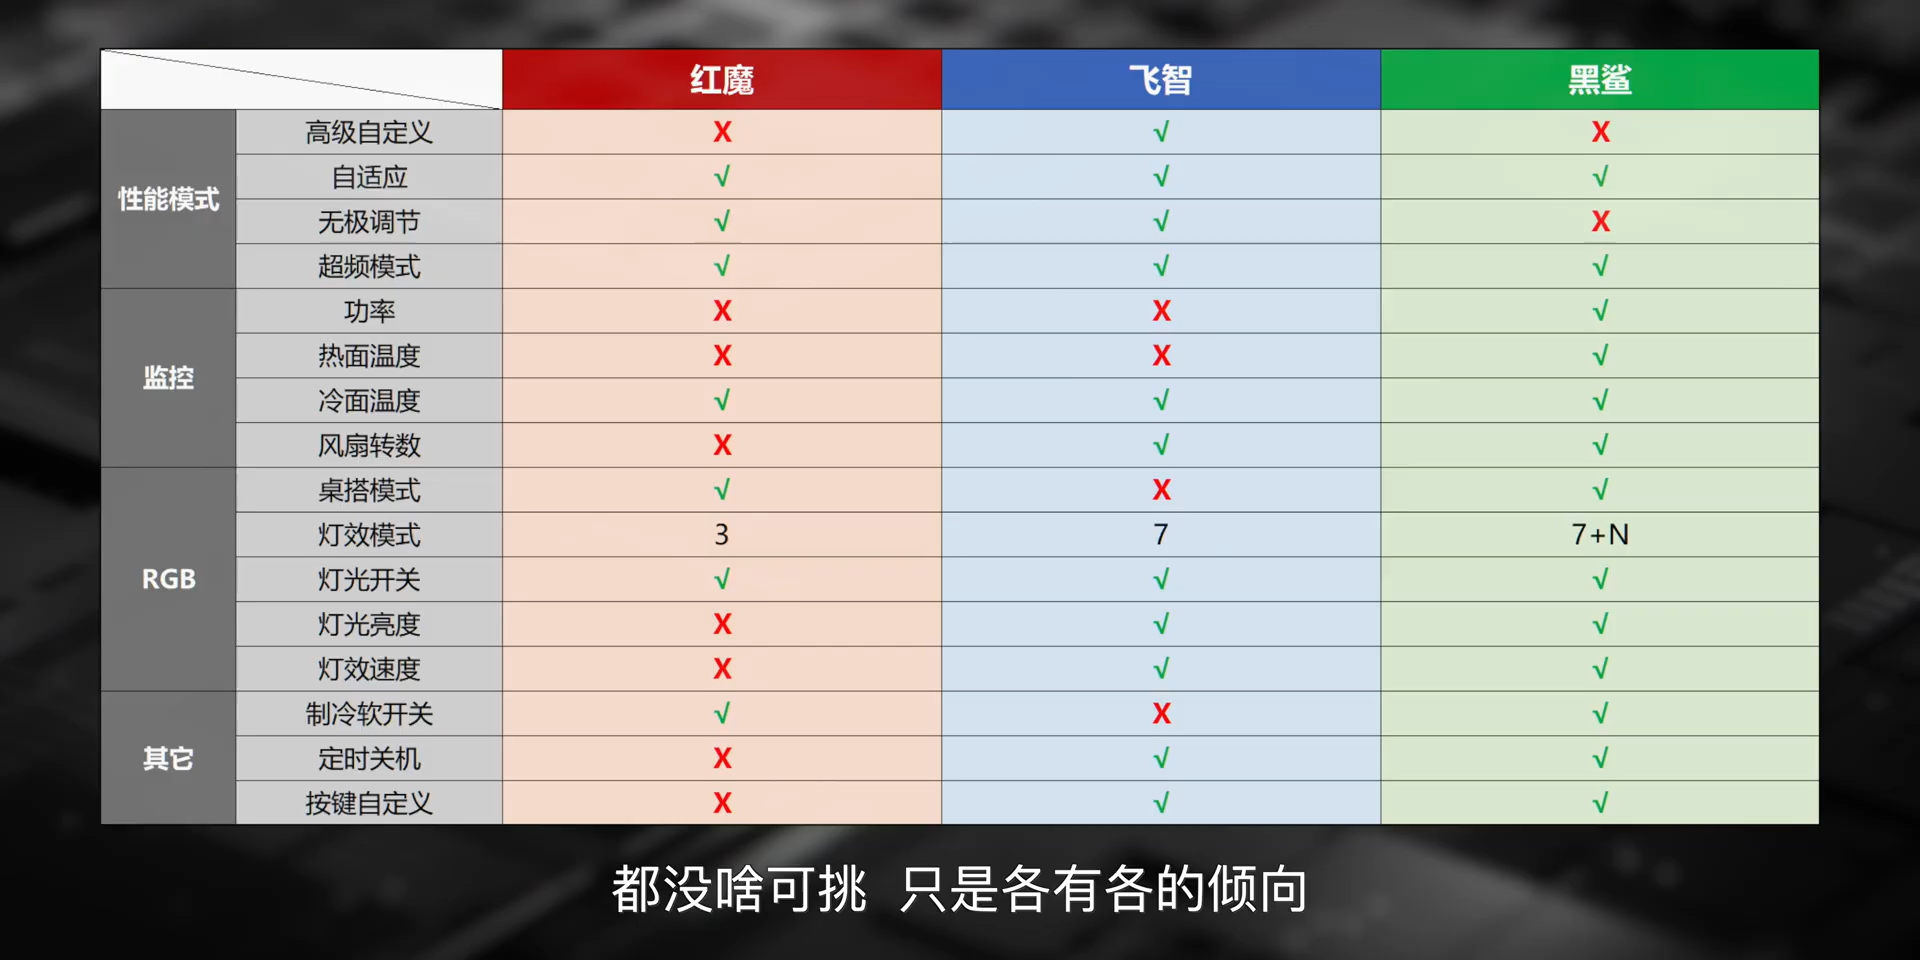 红魔 飞智 黑鲨
性能模式 高级自定义 X √ X
自适应 √ √ √
无极调节 √ √ X
超频模式 √ √ √
监控 功率 X X √
热面温度 X X √
冷面温度 √ √ √
风扇转数 X √ √
RGB 桌搭模式 √ X √
灯效模式 3 7 7+N
灯光开关 √ √ √
灯光亮度 X √ √
灯效速度 X √ √
其它 制冷软开关 √ X √
定时关机 X √ √
按键自定义 X √ √
都没啥可挑 只是各有各的倾向